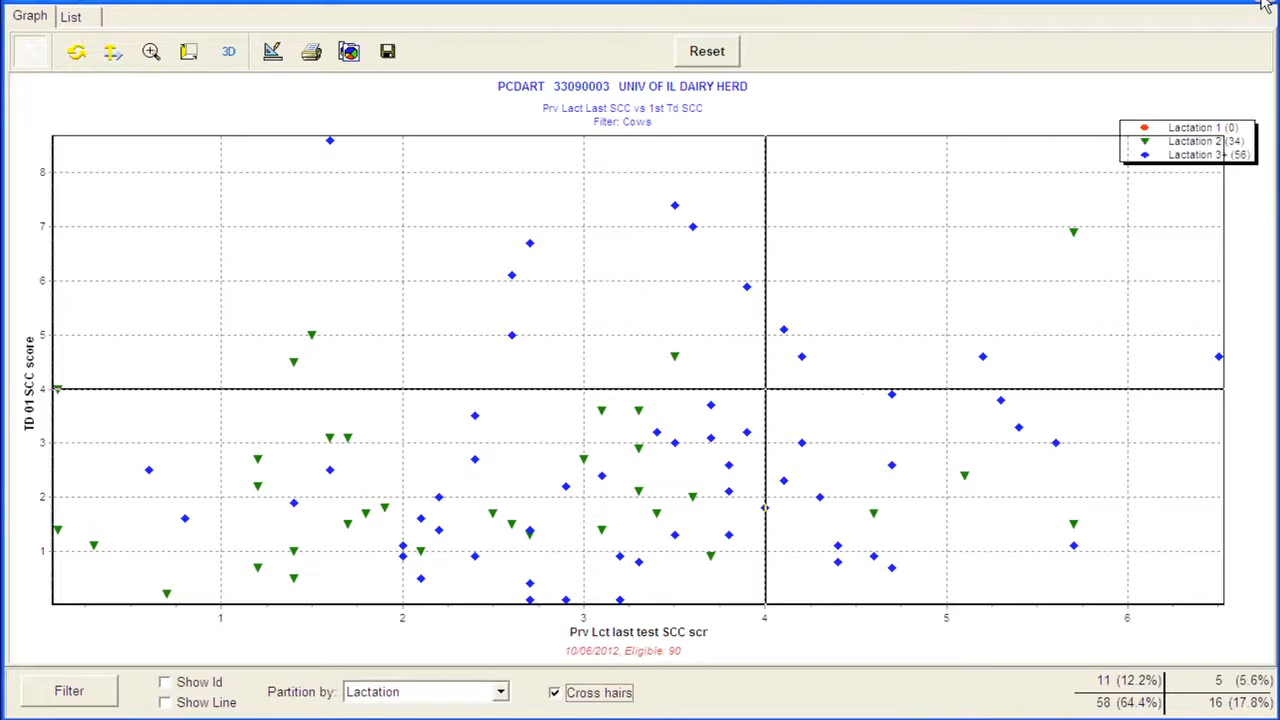 Graph List
3D Reset
PCDART 33090003 UNIV OF IL DAIRY HERD
Prv Lact Last SCC vs 1st Td SCC
Filter: Cows
Lactation 1 (0)
Lactation 2 (34)
Lactation 3+ (56)
8
7
6
5
4
3
2
1
TD 01 SCC score
1 2 3 4 5 6
Prv Lct last test SCC scr
10/06/2012, Eligible: 90
Filter
Show Id
Show Line
Partition by: Lactation
Cross hairs
11 (12.2%) 5 (5.6%)
58 (64.4%) 16 (17.8%)